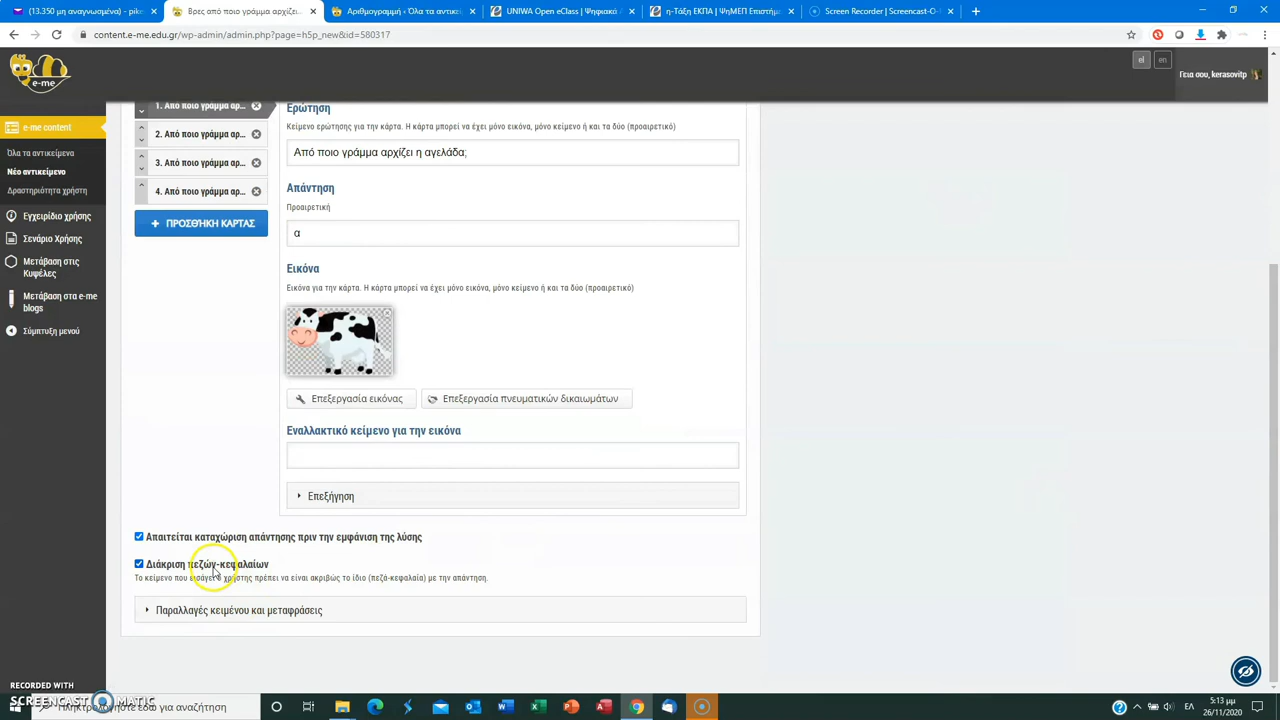 (13.350 μη αναγνωσμένα) - pike
Βρες από ποιο γράμμα αρχίζει..
Αριθμογραμμή ‹ Όλα τα αντικε
UNIWA Open eClass | Ψηφιακά
η-Τάξη ΕΚΠΑ | ΨηΜΕΠ Επιστήμ
Screen Recorder | Screencast-O-
content.e-me.edu.gr/wp-admin/admin.php?page=h5p_new&id=580317
e-me
el
en
Γεια σου, kerasovitp
e-me content
Όλα τα αντικείμενα
Νέο αντικείμενο
Δραστηριότητα χρήστη
Εγχειρίδιο χρήσης
Σενάριο Χρήσης
Μετάβαση στις Κυψέλες
Μετάβαση στα e-me blogs
Σύμπτυξη μενού
1. Από ποιο γράμμα αρ...
2. Από ποιο γράμμα αρ...
3. Από ποιο γράμμα αρ...
4. Από ποιο γράμμα αρ...
+ ΠΡΟΣΘΉΚΗ ΚΆΡΤΑΣ
Ερώτηση
Κείμενο ερώτησης για την κάρτα. Η κάρτα μπορεί να έχει μόνο εικόνα, μόνο κείμενο ή και τα δύο (προαιρετικό)
Από ποιο γράμμα αρχίζει η αγελάδα;
Απάντηση
Προαιρετική
α
Εικόνα
Εικόνα για την κάρτα. Η κάρτα μπορεί να έχει μόνο εικόνα, μόνο κείμενο ή και τα δύο (προαιρετικό)
Επεξεργασία εικόνας
Επεξεργασία πνευματικών δικαιωμάτων
Εναλλακτικό κείμενο για την εικόνα
Επεξήγηση
Απαιτείται καταχώριση απάντησης πριν την εμφάνιση της λύσης
Διάκριση πεζών-κεφαλαίων
Το κείμενο που εισάγει ο χρήστης πρέπει να είναι ακριβώς το ίδιο (πεζά-κεφαλαία) με την απάντηση.
Παραλλαγές κειμένου και μεταφράσεις
RECORDED WITH
SCREENCAST MATIC
Πληκτρολογήστε εδώ για αναζήτηση
ΕΛ
5:13 μμ
26/11/2020